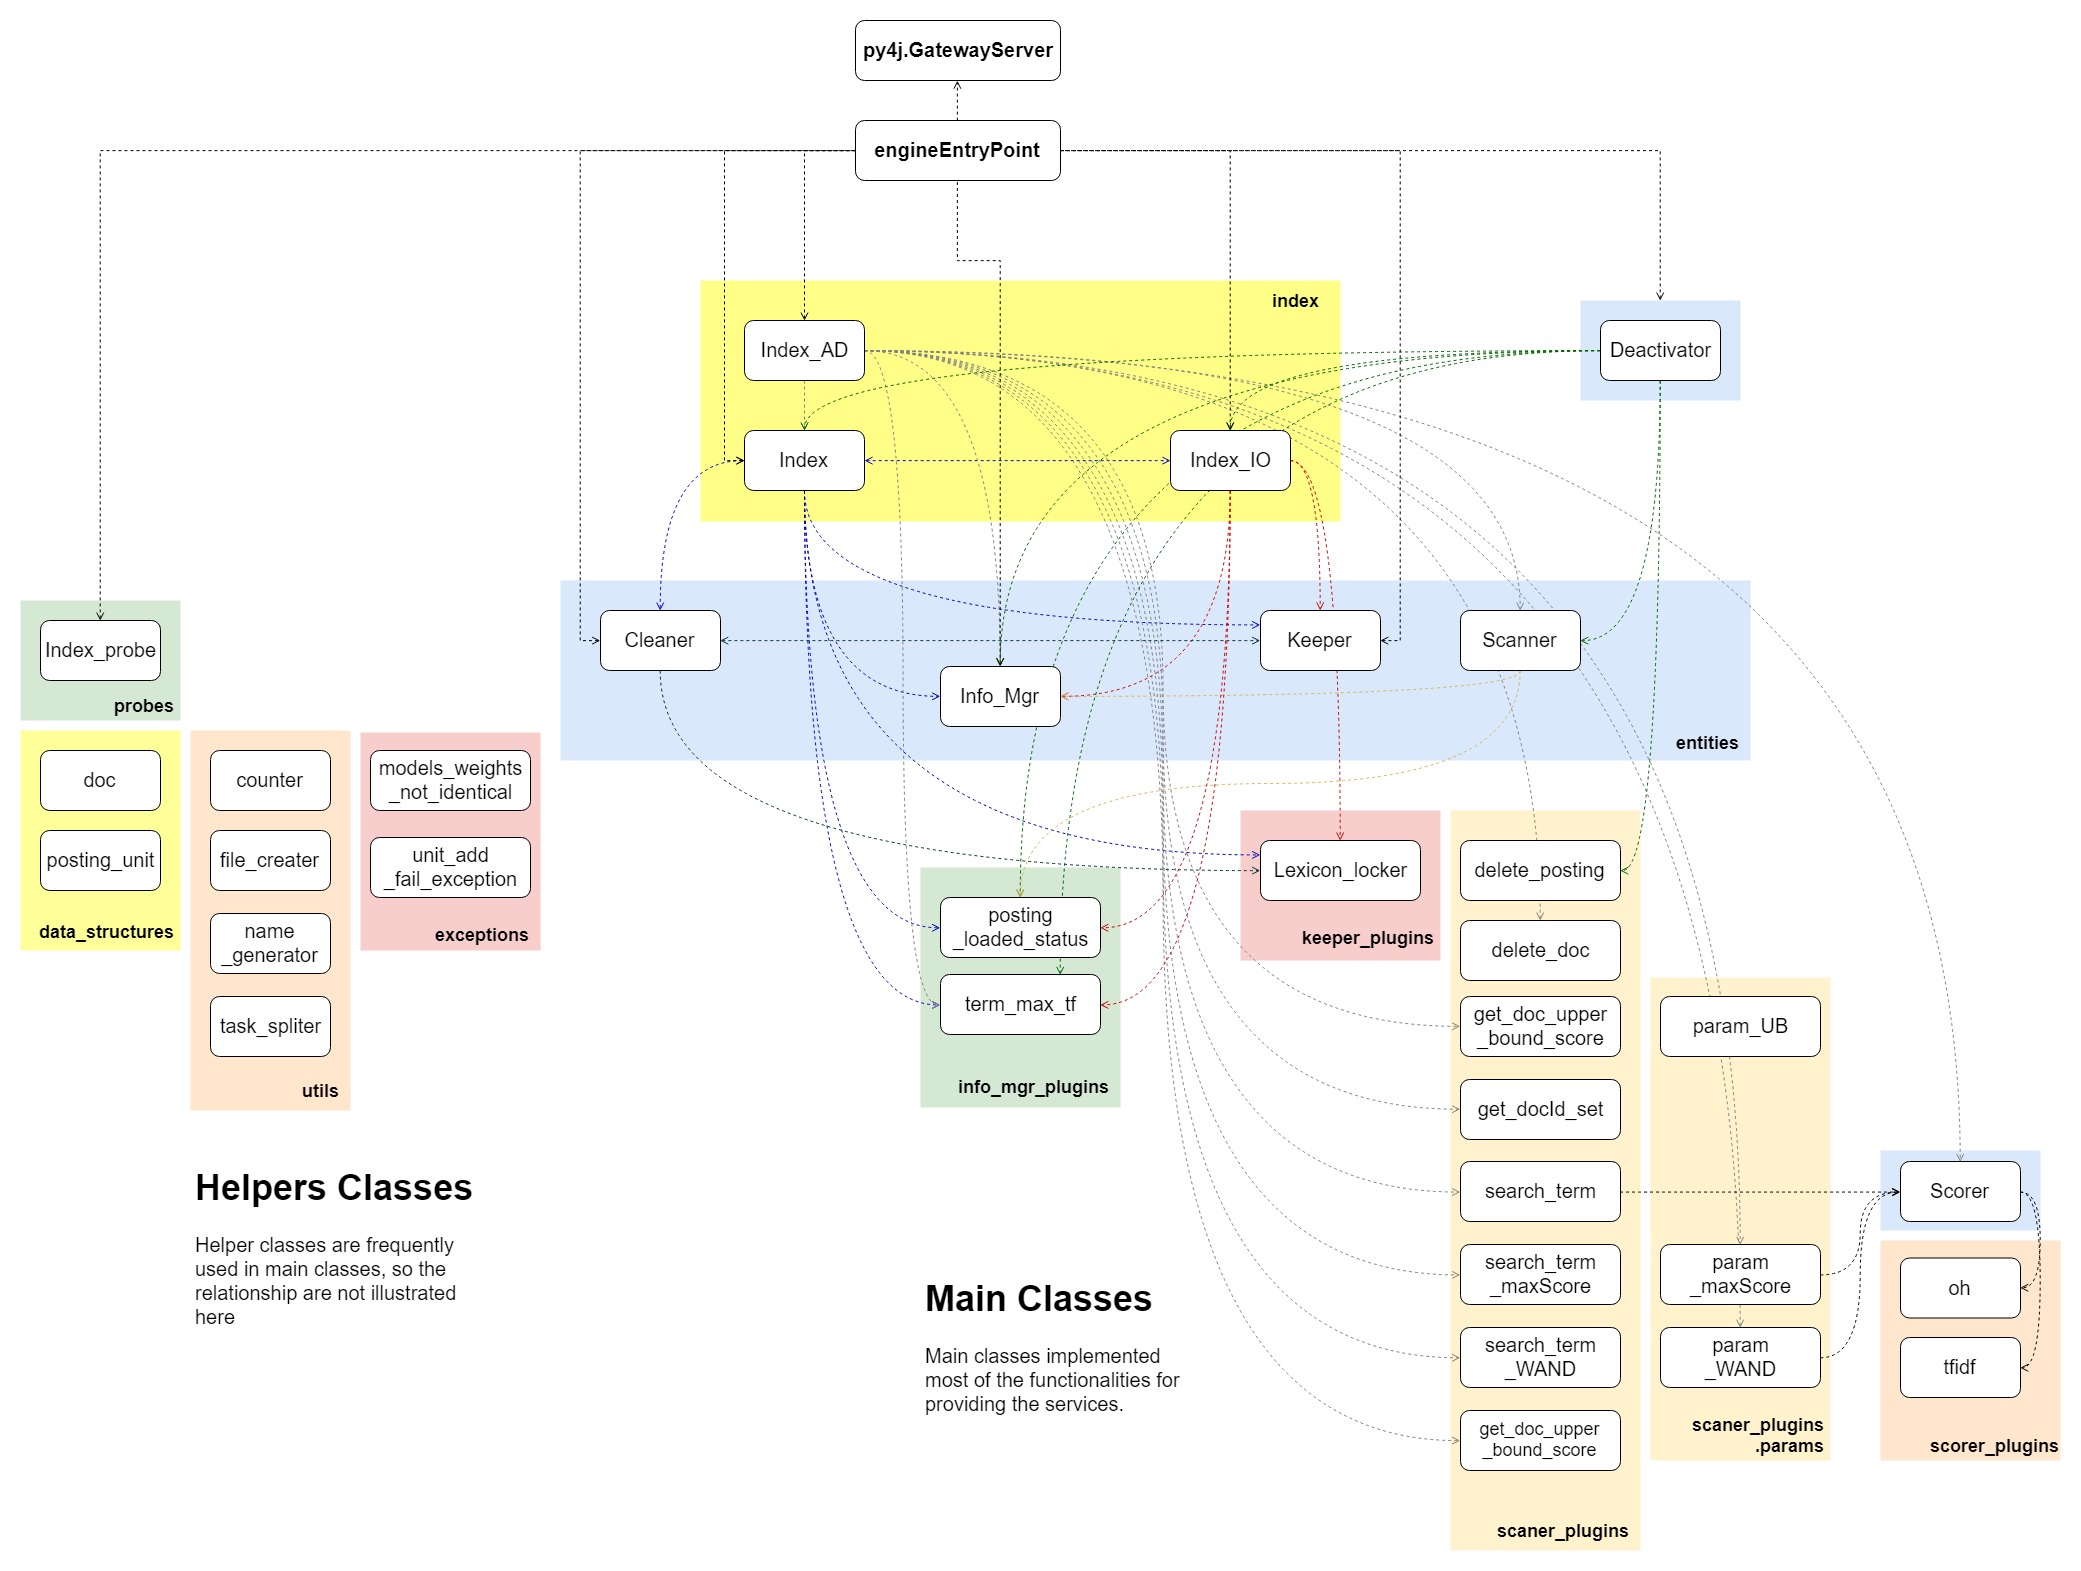 py4j.GatewayServer
engineEntryPoint
index
Index_AD
Deactivator
Index
Index_IO
Index_probe
probes
Cleaner
Keeper
Scanner
Info_Mgr
entities
doc
posting_unit
data_structures
counter
file_creater
name
_generator
task_spliter
utils
models_weights
_not_identical
unit_add
_fail_exception
exceptions
posting
_loaded_status
term_max_tf
info_mgr_plugins
Lexicon_locker
keeper_plugins
delete_posting
delete_doc
get_doc_upper
_bound_score
get_docId_set
search_term
search_term
_maxScore
search_term
_WAND
get_doc_upper
_bound_score
scaner_plugins
param_UB
param
_maxScore
param
_WAND
scaner_plugins
.params
Scorer
oh
tfidf
scorer_plugins
Helpers Classes
Helper classes are frequently
used in main classes, so the
relationship are not illustrated
here
Main Classes
Main classes implemented
most of the functionalities for
providing the services.